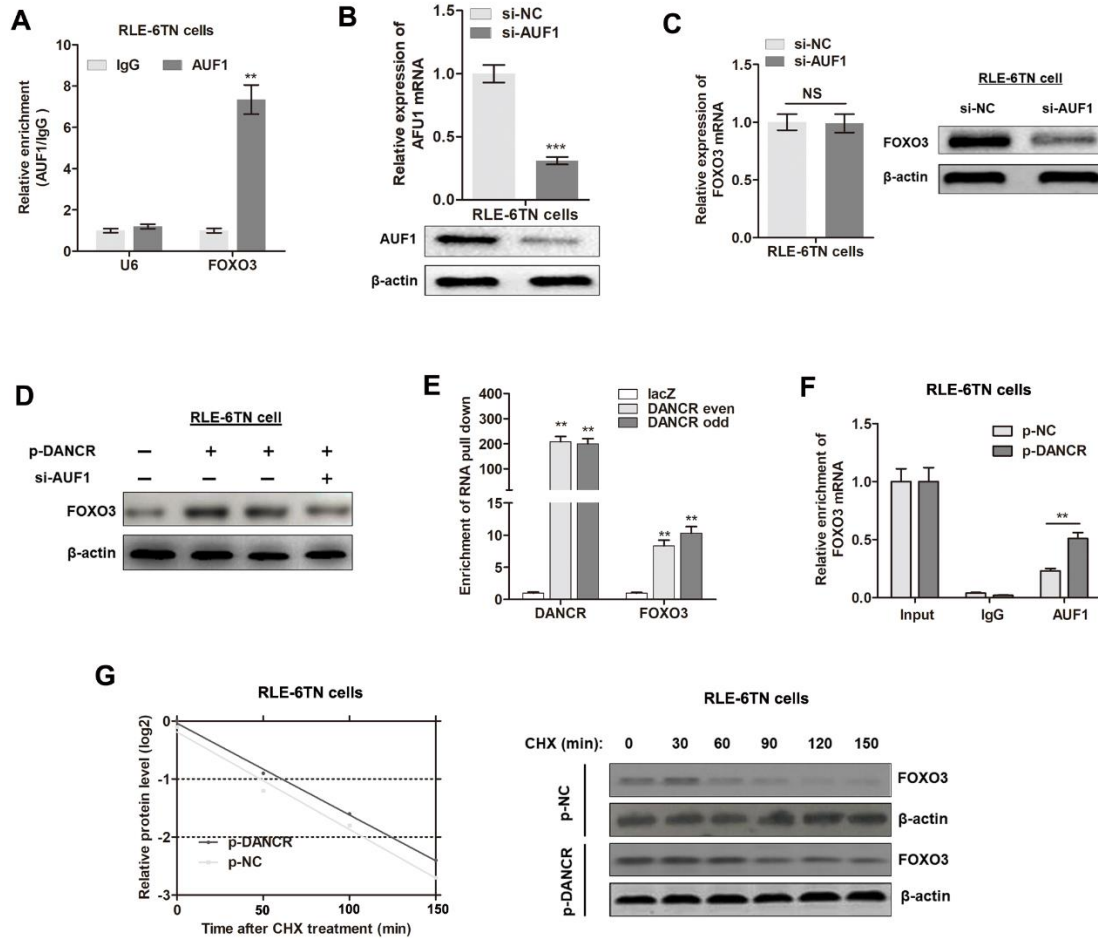 A
RLE-6TN cells
IgG
AUF1
Relative enrichment
(AUF1/IgG )
10
8
6
4
2
0
**
U6
FOXO3
B
si-NC
si-AUF1
Relative expression of
AFU1 mRNA
1.5
1.0
0.5
0.0
***
RLE-6TN cells
AUF1
β-actin
C
si-NC
si-AUF1
Relative expression of
FOXO3 mRNA
1.5
1.0
0.5
0.0
NS
RLE-6TN cells
RLE-6TN cell
si-NC
si-AUF1
FOXO3
β-actin
D
RLE-6TN cell
p-DANCR − + + +
si-AUF1 − − − +
FOXO3
β-actin
E
lacZ
DANCR even
DANCR odd
Enrichment of RNA pull down
400
300
200
100
15
10
5
0
** **
** **
DANCR
FOXO3
F
RLE-6TN cells
p-NC
p-DANCR
Relative enrichment of
FOXO3 mRNA
1.5
1.0
0.5
0.0
**
Input
IgG
AUF1
G
RLE-6TN cells
Relative protein level (log2)
0
-1
-2
-3
p-DANCR
p-NC
0 50 100 150
Time after CHX treatment (min)
RLE-6TN cells
CHX (min): 0 30 60 90 120 150
p-NC
FOXO3
β-actin
p-DANCR
FOXO3
β-actin